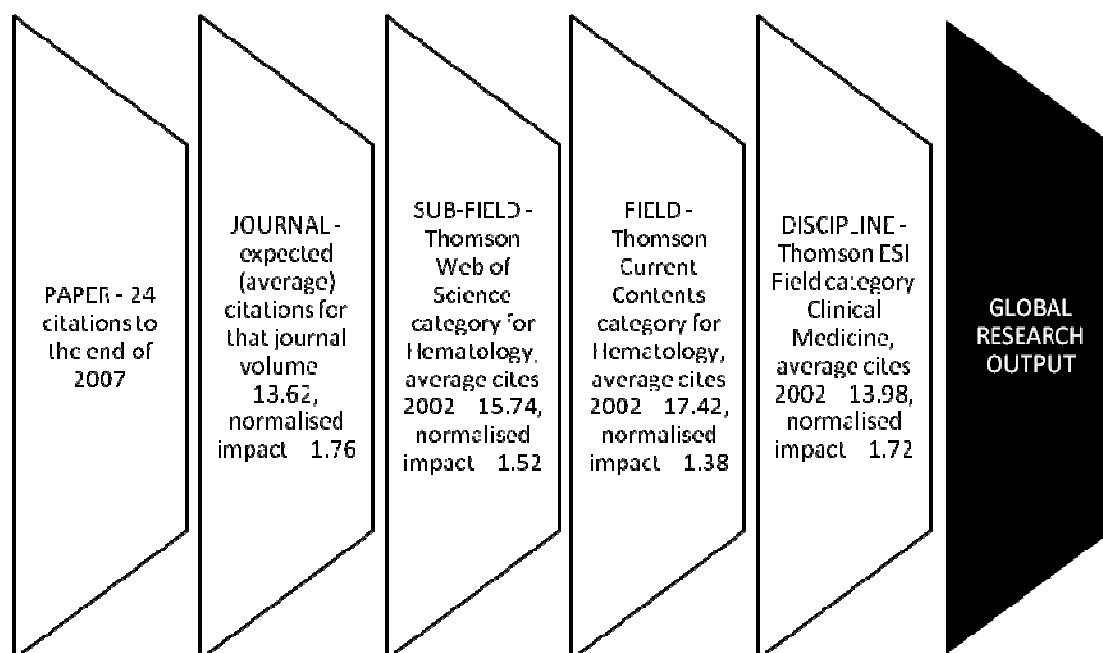 PAPER - 24
citations to
the end of
2007
JOURNAL -
expected
(average)
citations for
that journal
volume
13.62,
normalised
impact 1.76
SUB-FIELD -
Thomson
Web of
Science
category for
Hematology,
average cites
2002 15.74,
normalised
impact 1.52
FIELD -
Thomson
Current
Contents
category for
Hematology,
average cites
2002 17.42,
normalised
impact 1.38
DISCIPLINE -
Thomson ESI
Field category
Clinical
Medicine,
average cites
2002 13.98,
normalised
impact 1.72
GLOBAL
RESEARCH
OUTPUT